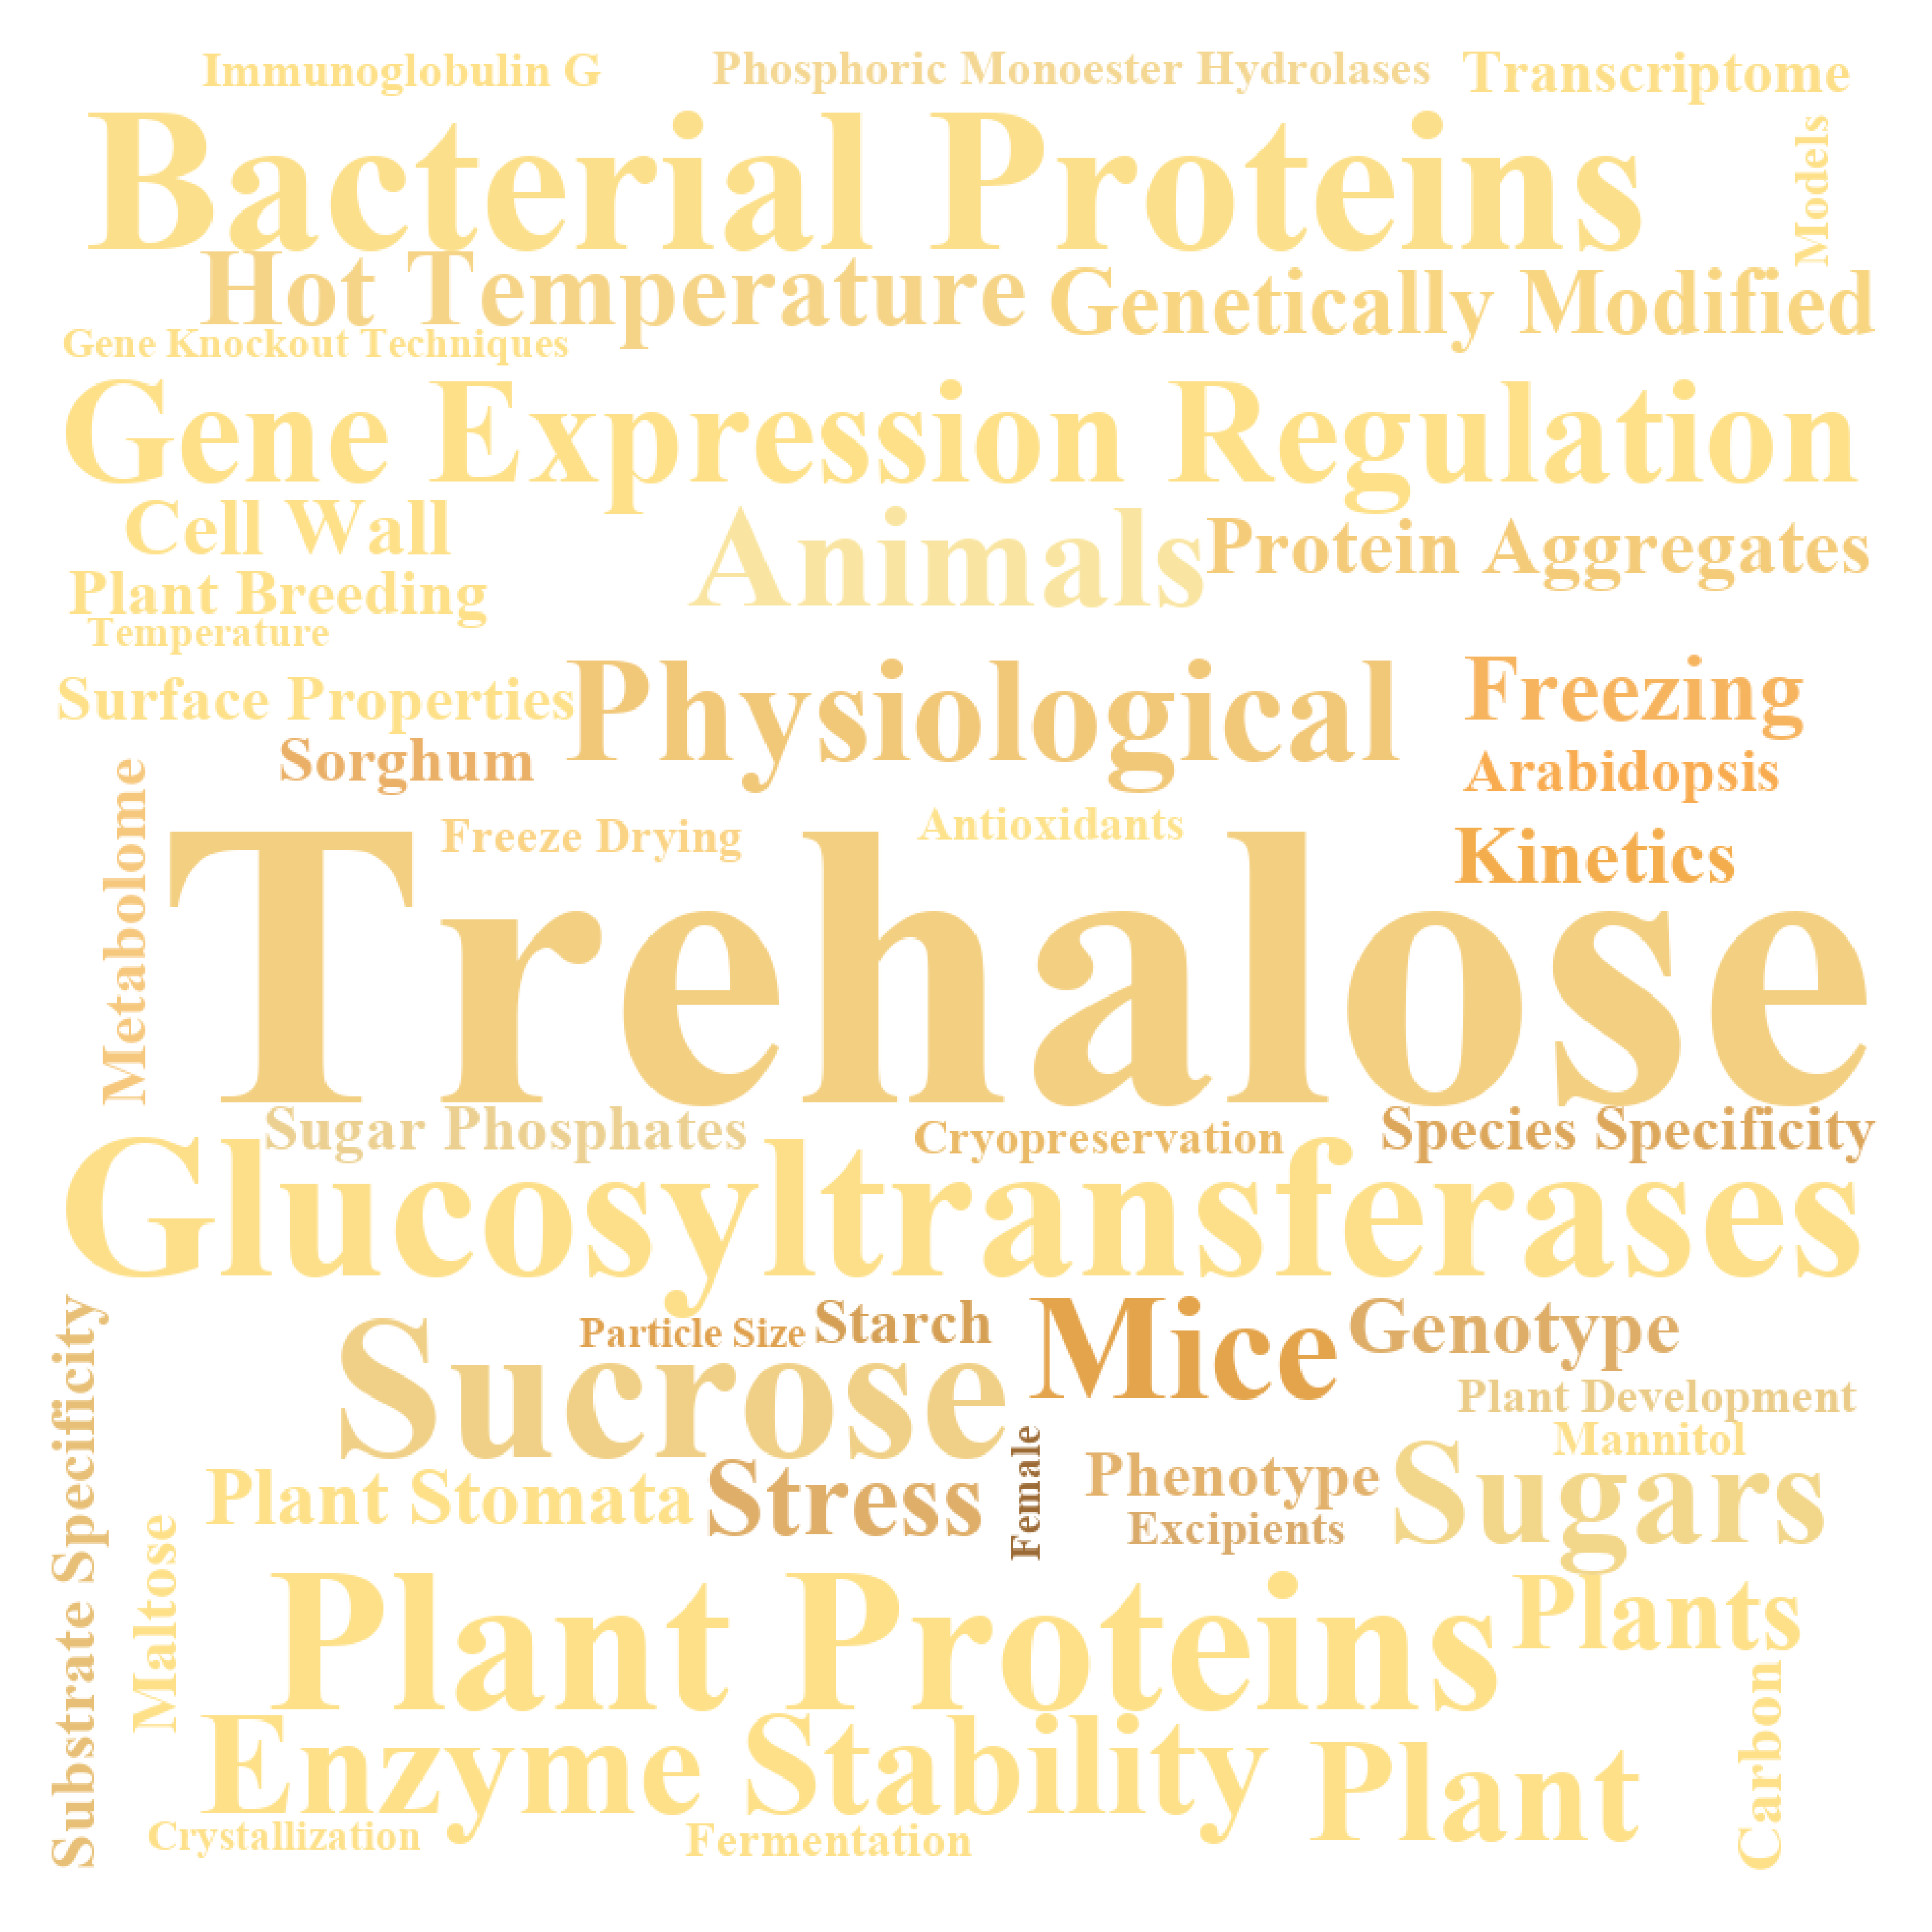 Immunoglobulin G
Phosphoric Monoester Hydrolases
Transcriptome
Bacterial Proteins
Models
Hot Temperature
Genetically Modified
Gene Knockout Techniques
Gene Expression Regulation
Cell Wall
Animals
Protein Aggregates
Plant Breeding
Temperature
Surface Properties
Physiological
Freezing
Sorghum
Arabidopsis
Metabolome
Freeze Drying
Antioxidants
Kinetics
Trehalose
Sugar Phosphates
Cryopreservation
Species Specificity
Glucosyltransferases
Substrate Specificity
Sucrose
Particle Size
Starch
Mice
Genotype
Plant Development
Mannitol
Plant Stomata
Stress
Female
Phenotype
Excipients
Sugars
Maltose
Plant Proteins
Plants
Carbon
Enzyme Stability
Plant
Crystallization
Fermentation